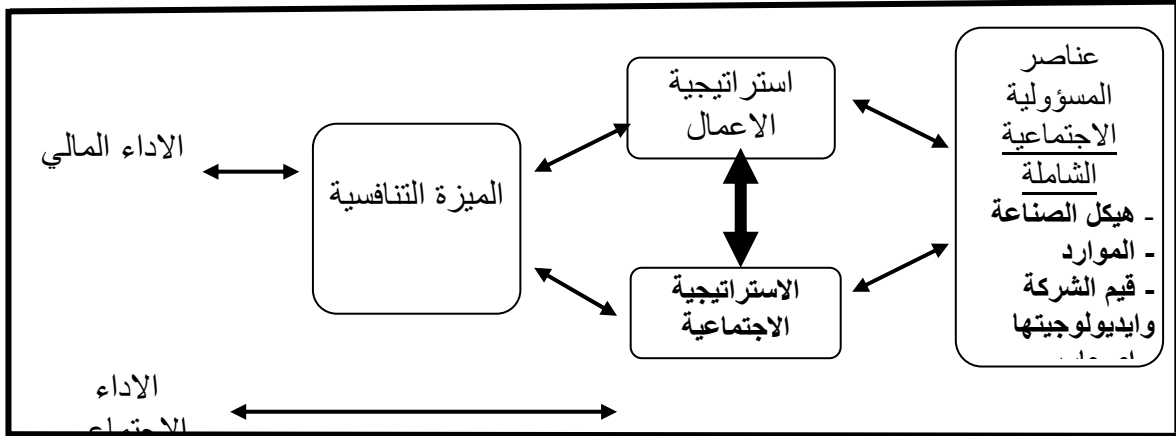 عناصر
المسؤولية
الاجتماعية
الشاملة
- هيكل الصناعة
- الموارد
- قيم الشركة
وايديولوجيتها
استراتيجية
الاعمال
الاستراتيجية
الاجتماعية
الميزة التنافسية
الاداء المالي
الاداء